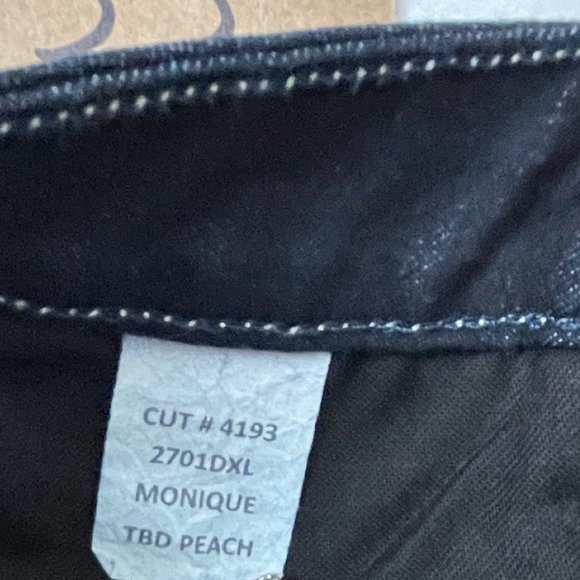 CUT # 4193
2701DXL
MONIQUE
TBD PEACH